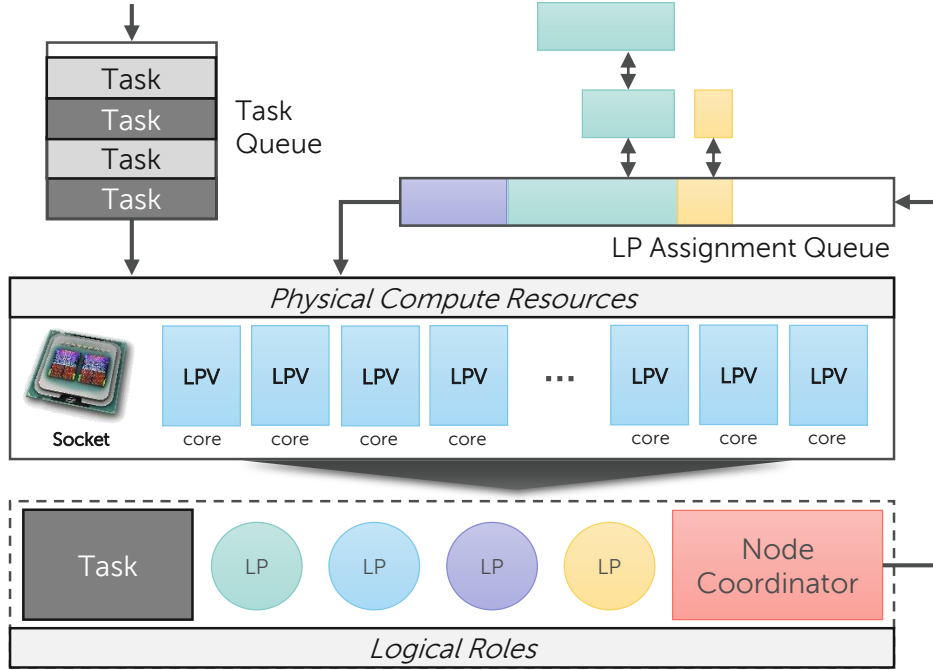 Task
Task
Task
Task
Task
Queue
LP Assignment Queue
Physical Compute Resources
LPV
LPV
LPV
LPV
...
LPV
LPV
LPV
Socket
core
core
core
core
core
core
core
Task
LP
LP
LP
LP
Node
Coordinator
Logical Roles